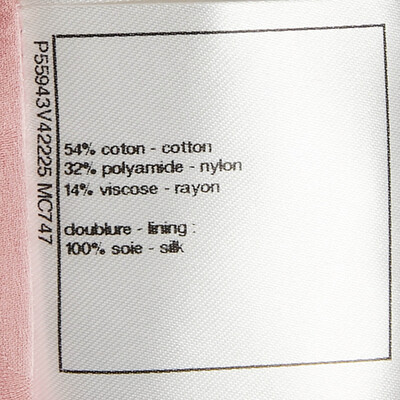 P55943V42225 MC747
54% coton - cotton
32% polyamide - nylon
14% viscose - rayon
doublure - lining :
100% soie - silk